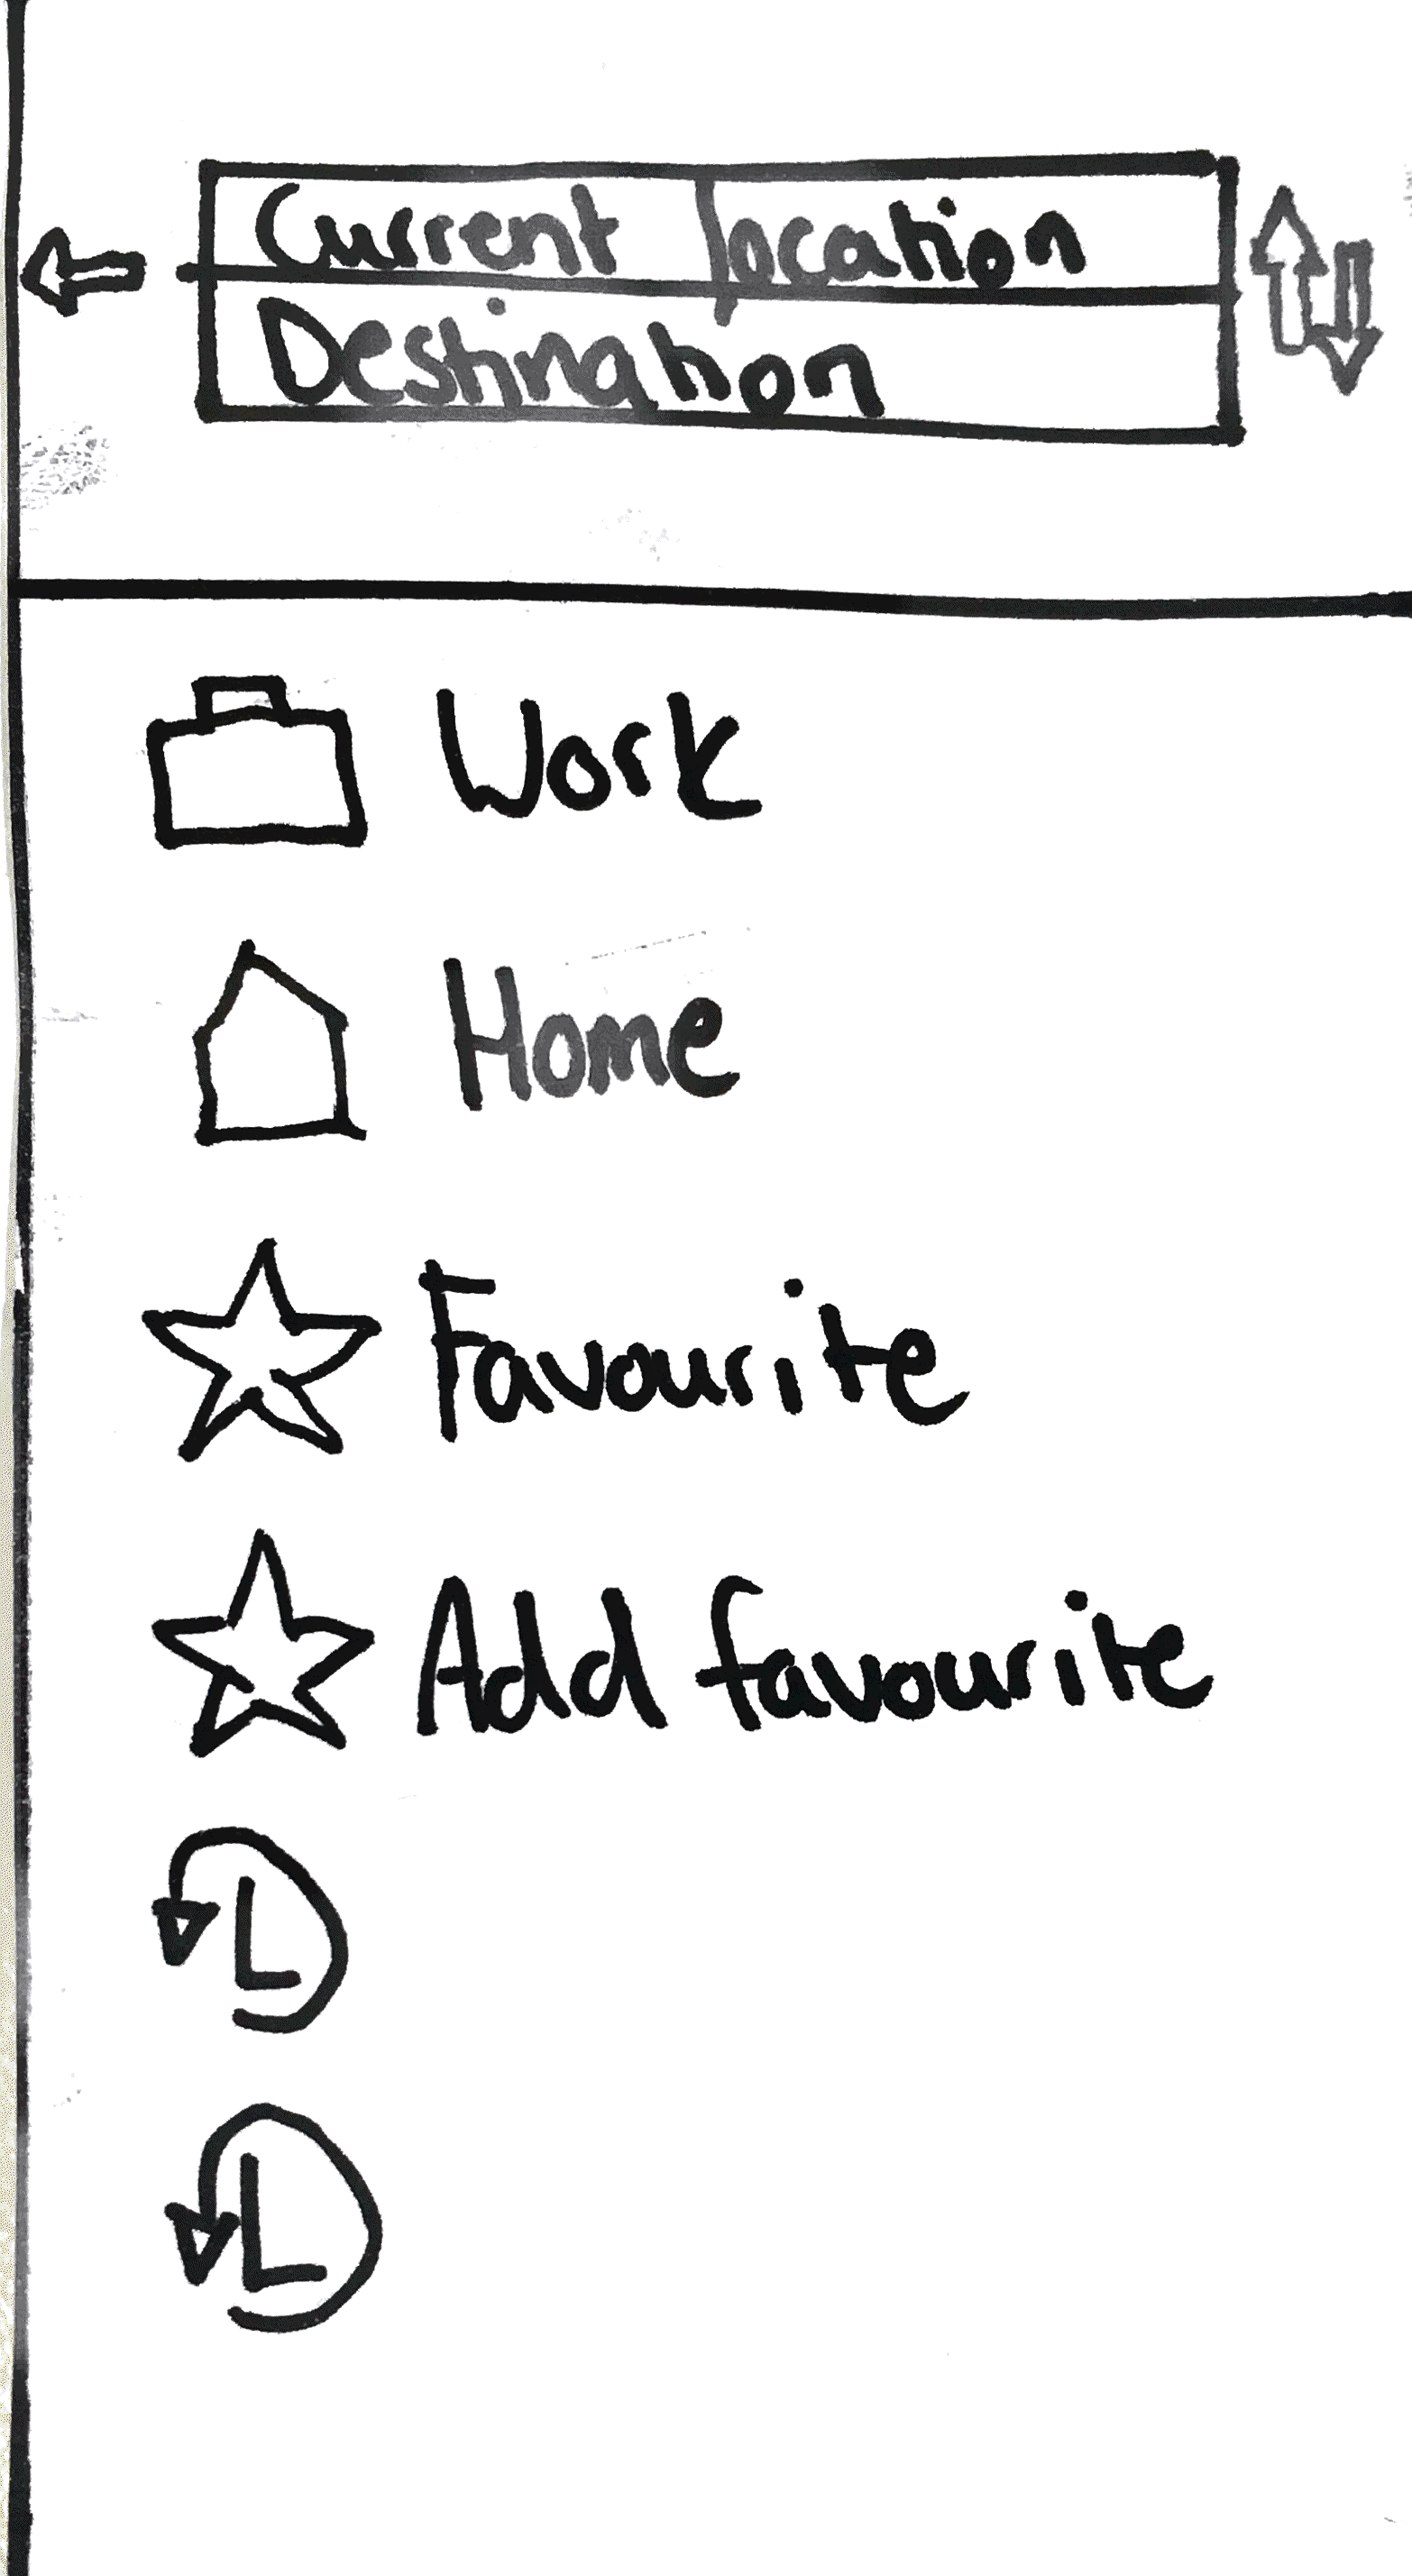 Current location
Destination
Work
Home
Favourite
Add favourite